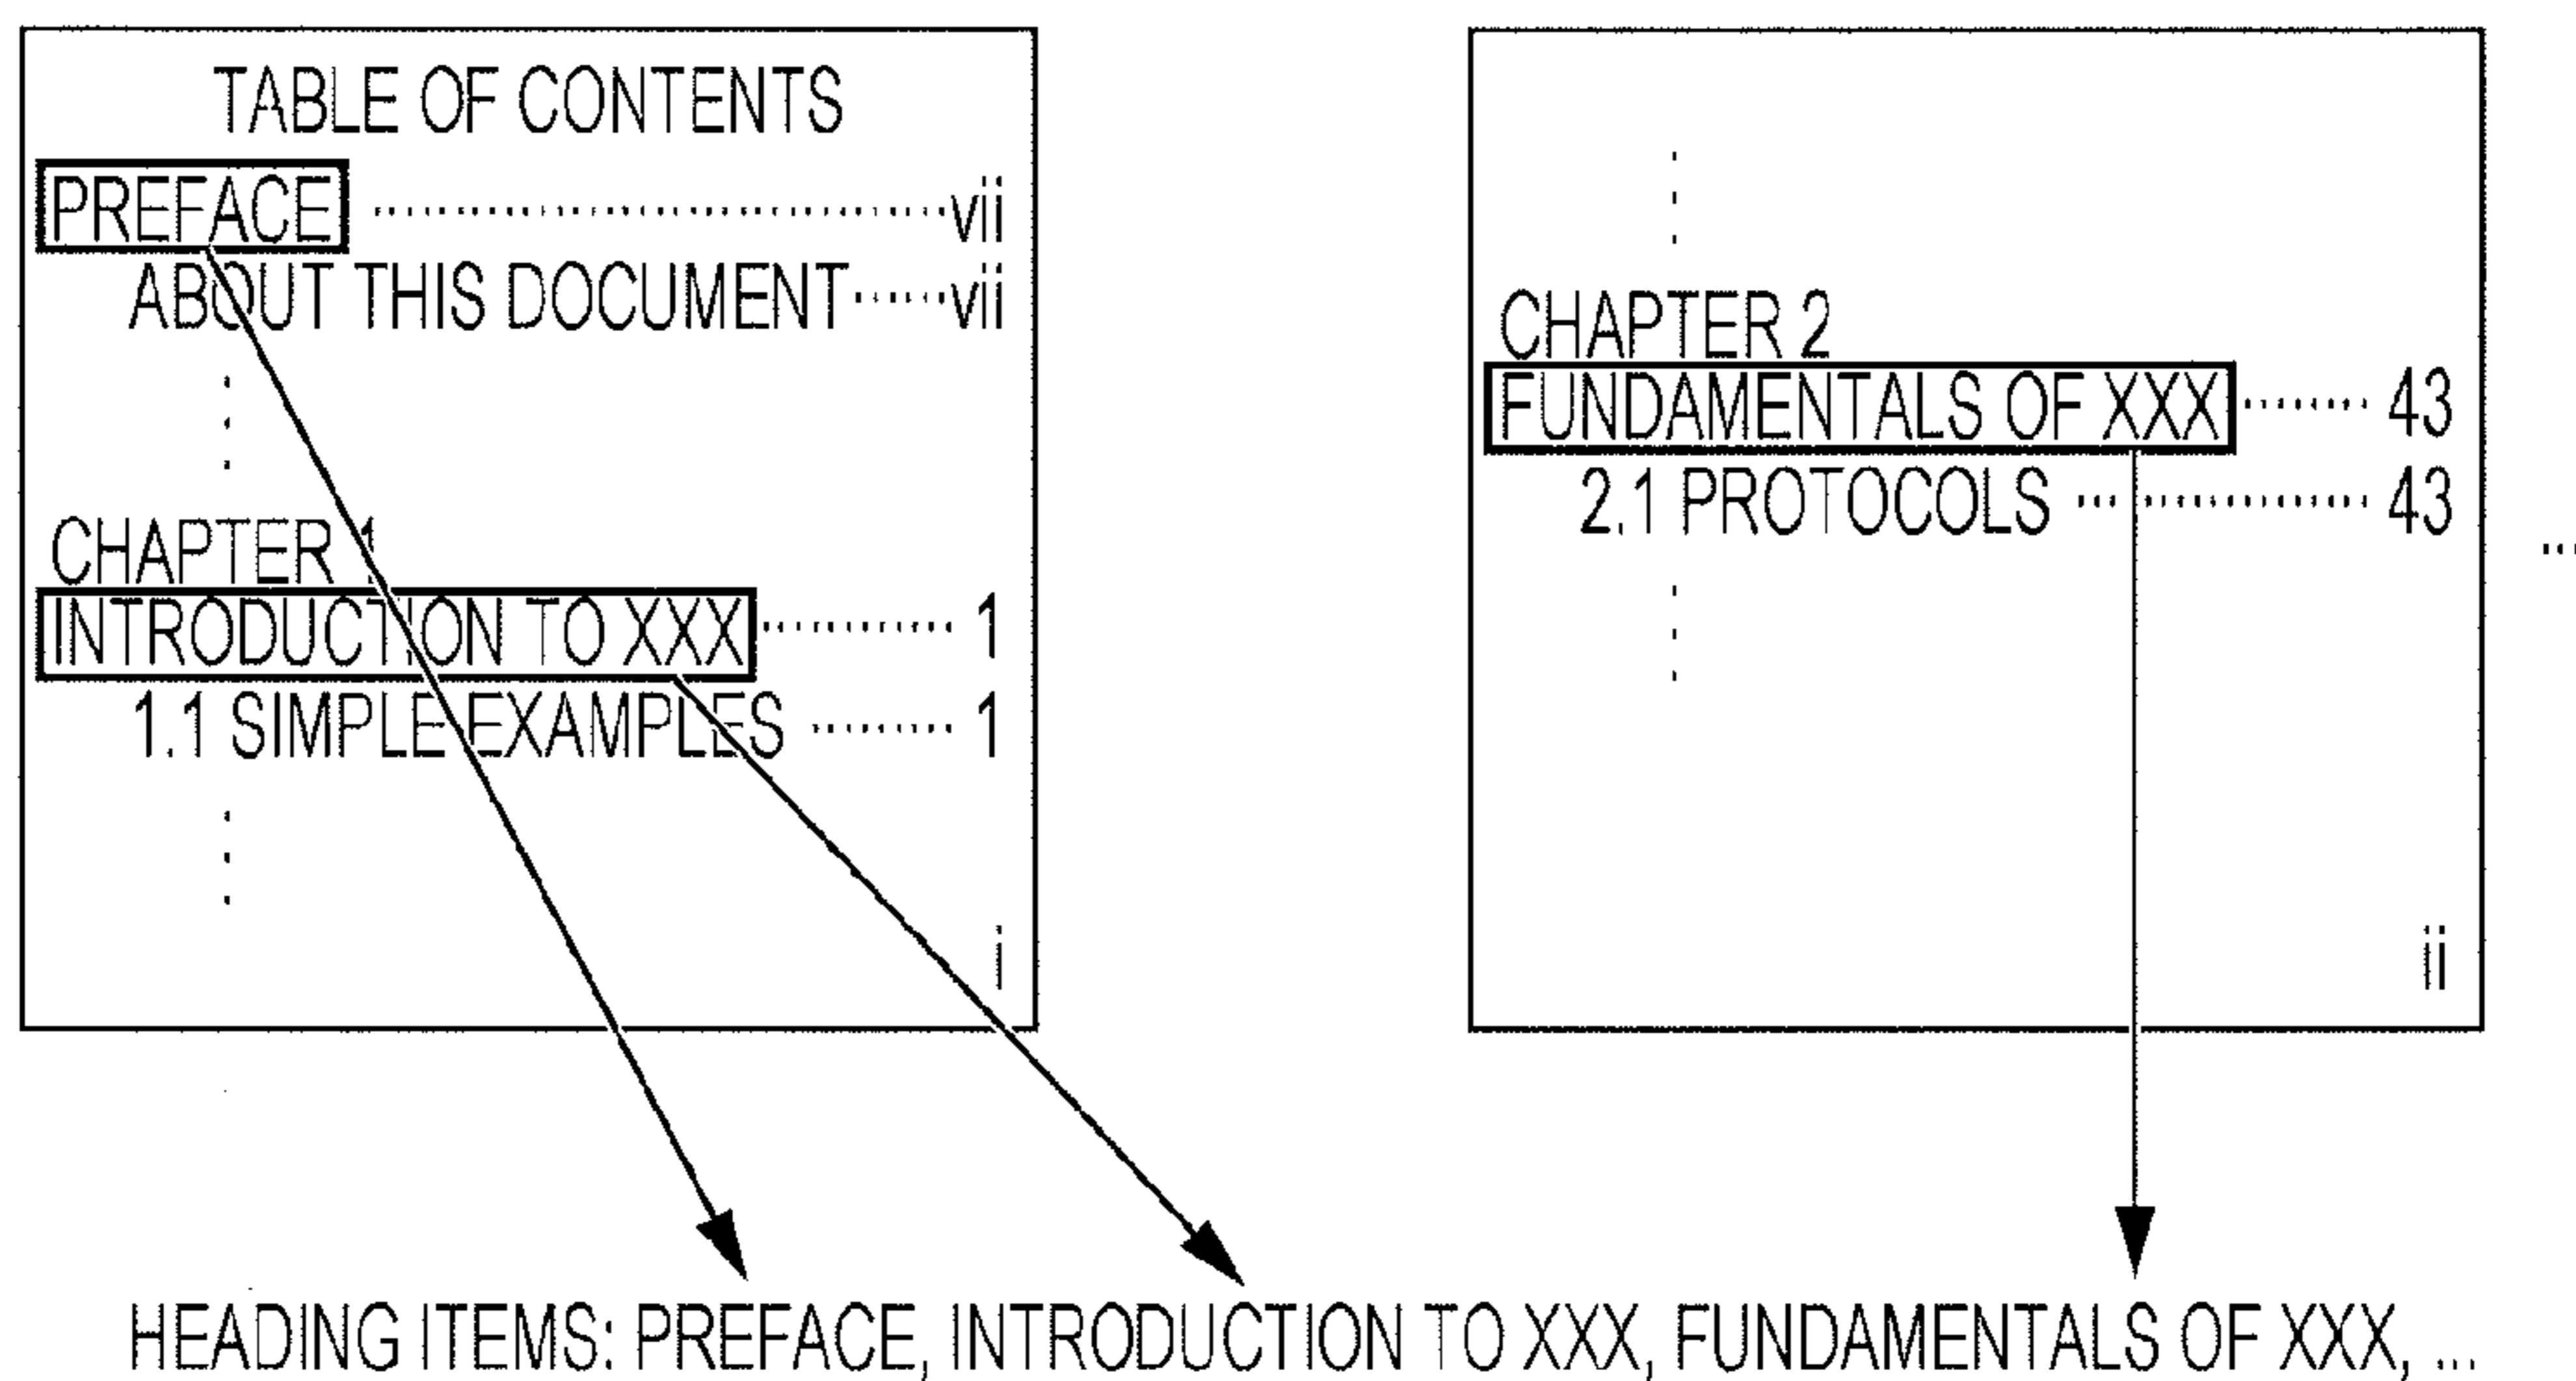 TABLE OF CONTENTS
PREFACE ································ vii
ABOUT THIS DOCUMENT ······ vii
CHAPTER 1
INTRODUCTION TO XXX ··········· 1
1.1 SIMPLE EXAMPLES ········ 1
i
CHAPTER 2
FUNDAMENTALS OF XXX ······· 43
2.1 PROTOCOLS ················ 43
ii
...
HEADING ITEMS: PREFACE, INTRODUCTION TO XXX, FUNDAMENTALS OF XXX, ...